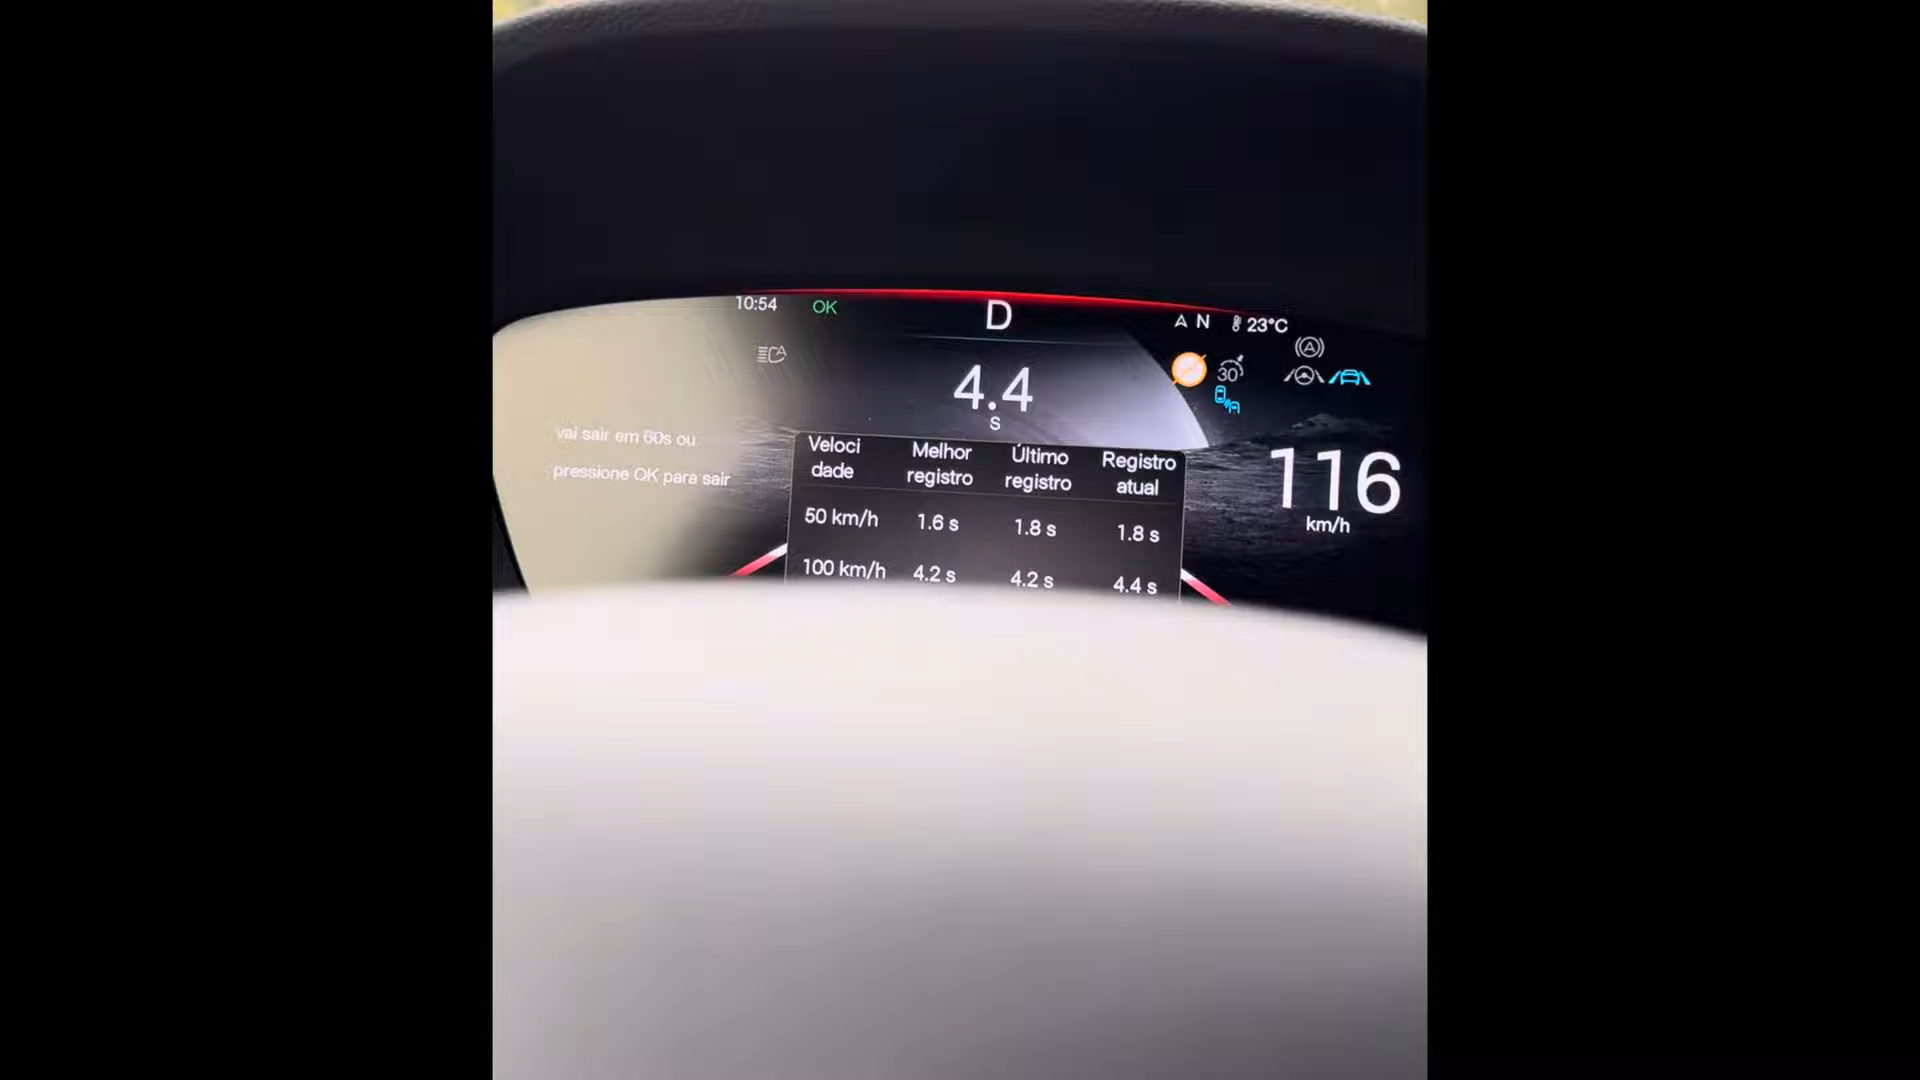 10:54 OK D A N 23°C
30
4.4
s
vai sair em 60s ou
pressione OK para sair
Veloci
dade
Melhor
registro
Último
registro
Registro
atual
50 km/h 1.6 s 1.8 s 1.8 s
100 km/h 4.2 s 4.2 s 4.4 s
116
km/h